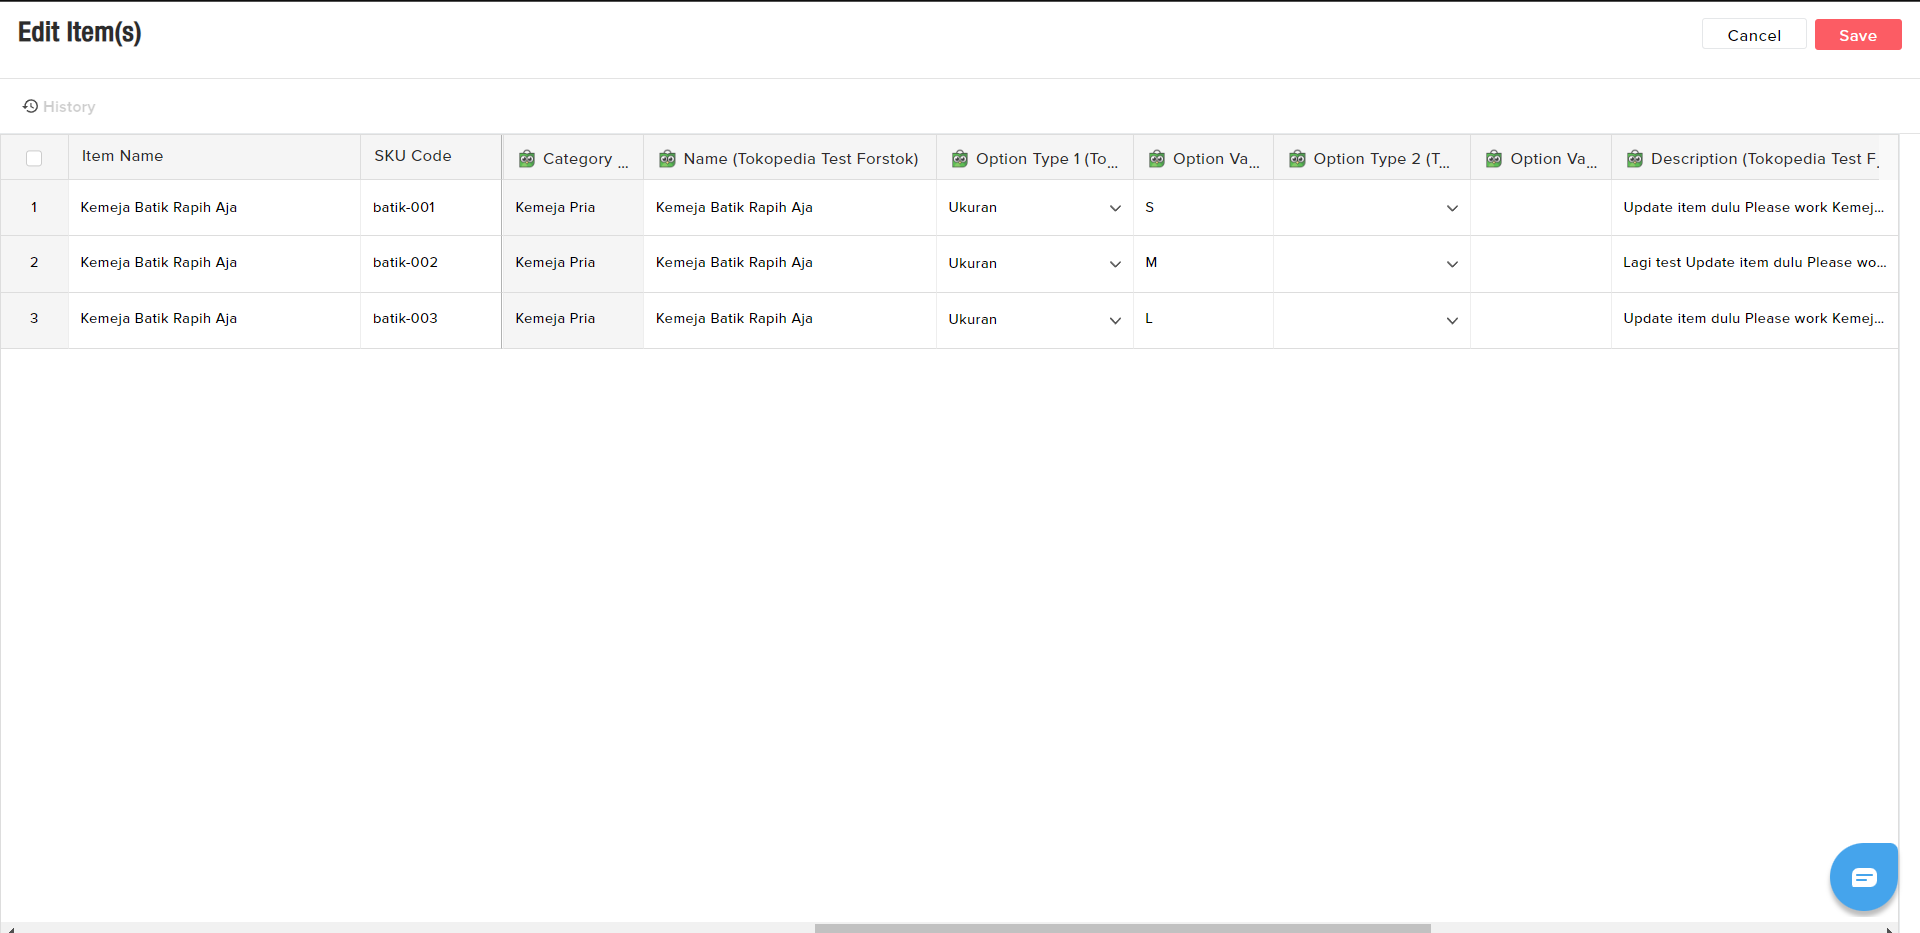 Edit Item(s)
Cancel
Save
History
Item Name
SKU Code
Category ...
Name (Tokopedia Test Forstok)
Option Type 1 (To...
Option Va...
Option Type 2 (T...
Option Va...
Description (Tokopedia Test F.
1 Kemeja Batik Rapih Aja batik-001 Kemeja Pria Kemeja Batik Rapih Aja Ukuran S Update item dulu Please work Kemej...
2 Kemeja Batik Rapih Aja batik-002 Kemeja Pria Kemeja Batik Rapih Aja Ukuran M Lagi test Update item dulu Please wo...
3 Kemeja Batik Rapih Aja batik-003 Kemeja Pria Kemeja Batik Rapih Aja Ukuran L Update item dulu Please work Kemej...